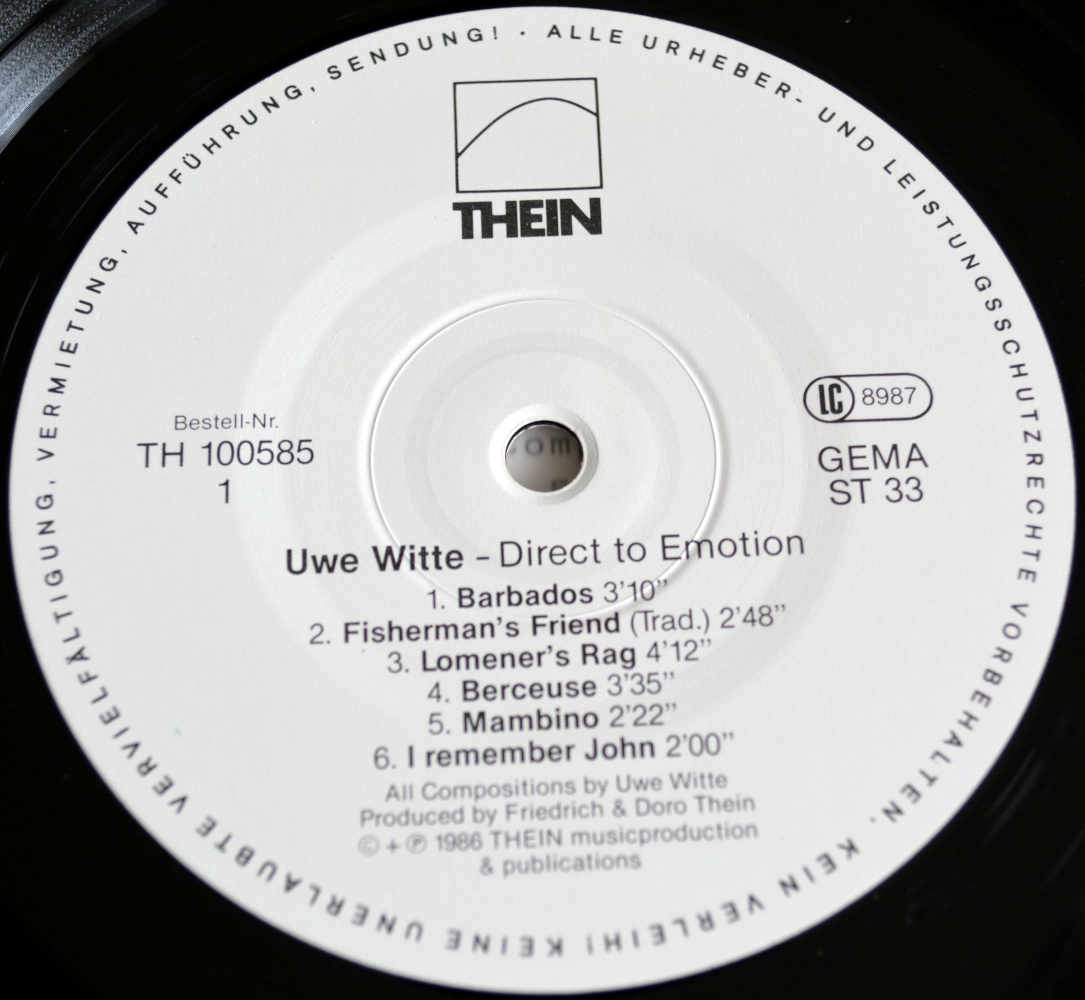 ALLE URHEBER- UND LEISTUNGSSCHUTZRECHTE VORBEHALTEN. KEIN VERLEIH! KEINE UNERLAUBTE VERVIELFÄLTIGUNG, VERMIETUNG, AUFFÜHRUNG, SENDUNG! ·
THEIN
Bestell-Nr.
TH 100585
1
LC 8987
GEMA
ST 33
Uwe Witte – Direct to Emotion
1. Barbados 3'10"
2. Fisherman's Friend (Trad.) 2'48"
3. Lomener's Rag 4'12"
4. Berceuse 3'35"
5. Mambino 2'22"
6. I remember John 2'00"
All Compositions by Uwe Witte
Produced by Friedrich & Doro Thein
© + ℗ 1986 THEIN musicproduction
& publications